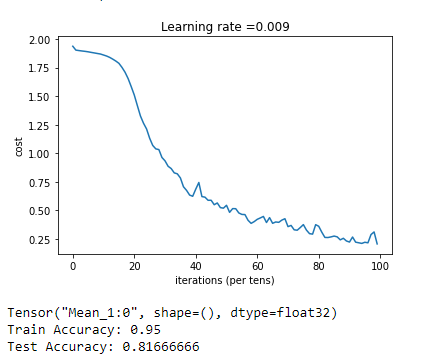 Learning rate =0.009
2.00
1.75
1.50
1.25
1.00
0.75
0.50
0.25
cost
0 20 40 60 80 100
iterations (per tens)
Tensor("Mean_1:0", shape=(), dtype=float32)
Train Accuracy: 0.95
Test Accuracy: 0.81666666